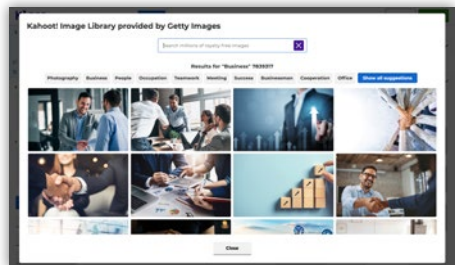 Kahoot! Image Library provided by Getty Images
Search millions of royalty-free images
Results for "Business" 7839317
Photography Business People Occupation Teamwork Meeting Success Businessman Cooperation Office Show all suggestions
Close